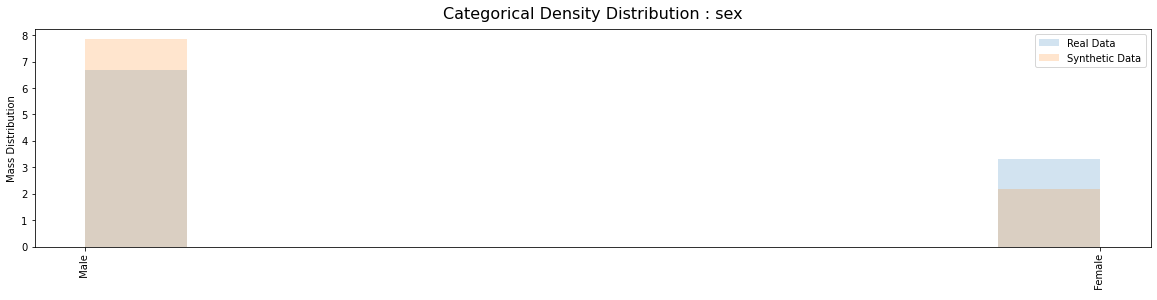 Categorical Density Distribution : sex
Mass Distribution
8
7
6
5
4
3
2
1
0
Real Data
Synthetic Data
Male
Female